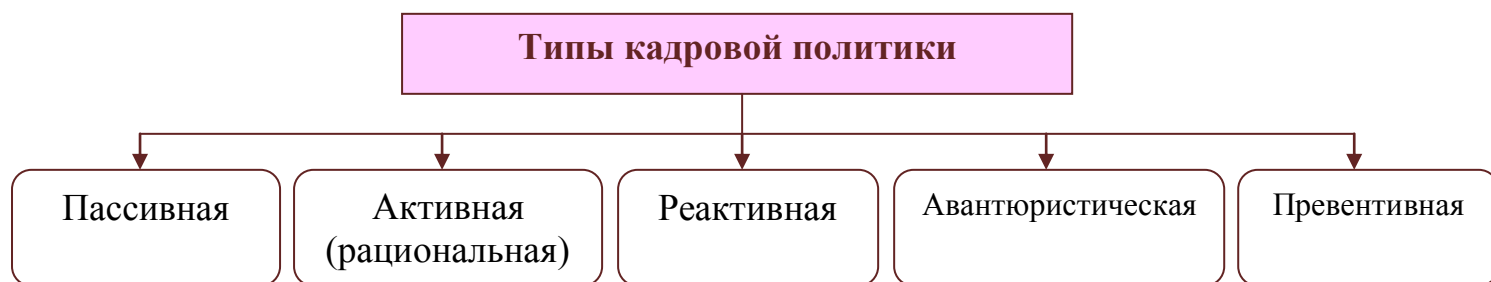 Типы кадровой политики
Пассивная
Активная
(рациональная)
Реактивная
Авантюристическая
Превентивная